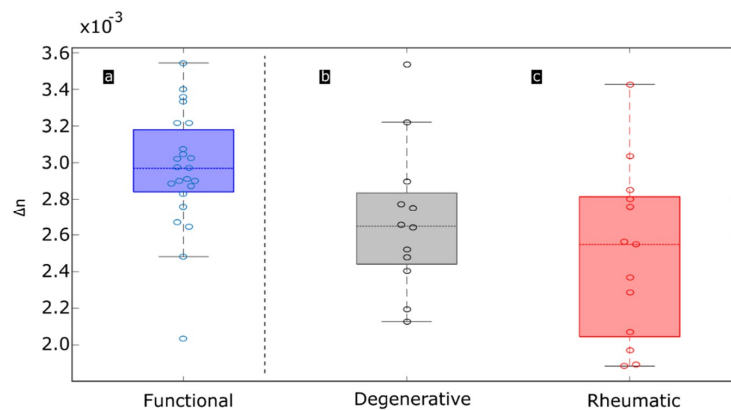 x10⁻³
3.6
3.4
3.2
3.0
2.8
2.6
2.4
2.2
2.0
Δn
a
b
c
Functional
Degenerative
Rheumatic